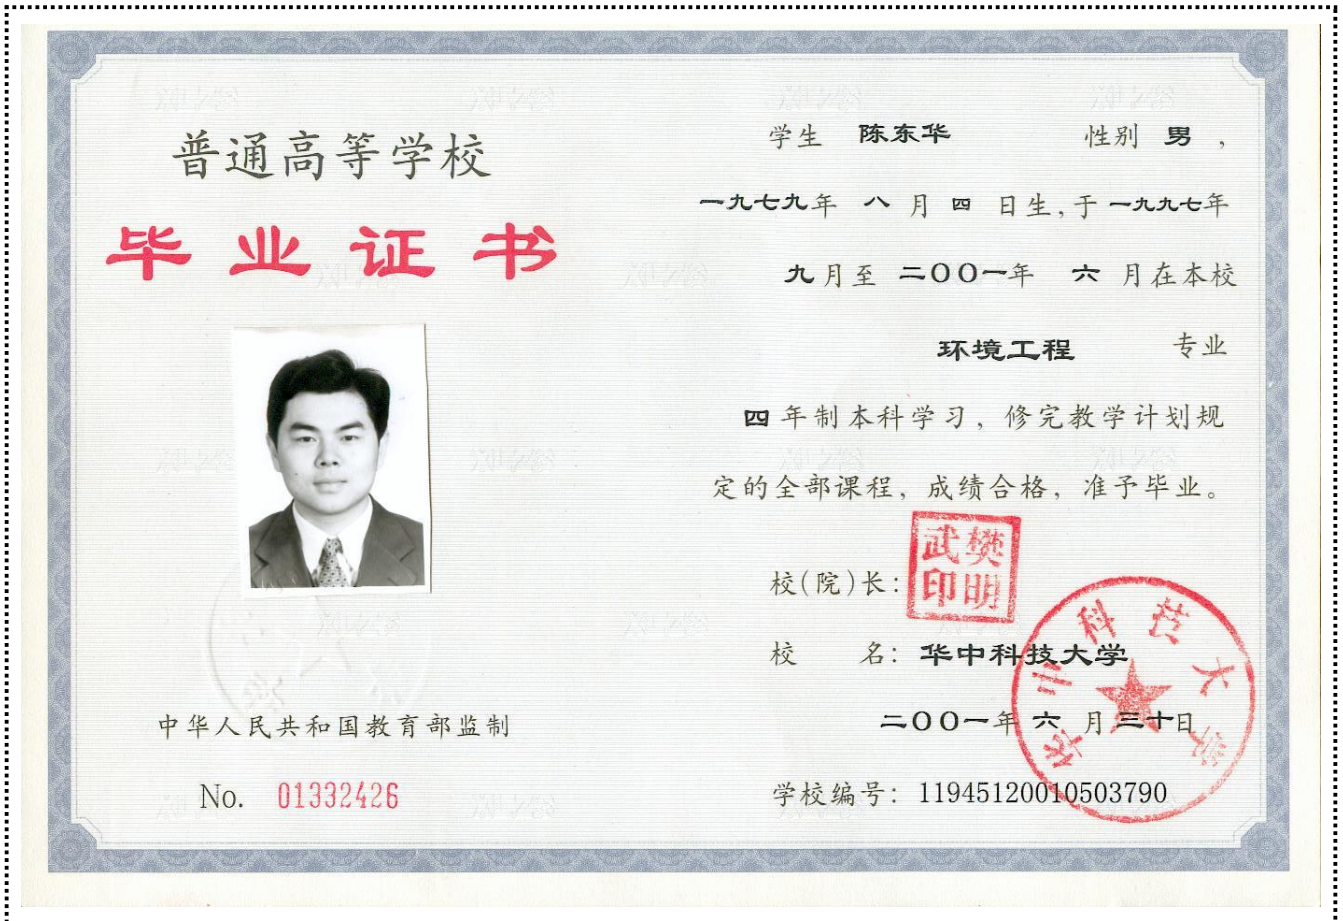 普通高等学校
毕业证书
中华人民共和国教育部监制
No. 01332426
学生 陈东华 性别 男，
一九七九年 八 月 四 日生，于一九九七年
九月至 二〇〇一年 六 月在本校
环境工程 专业
四年制本科学习，修完教学计划规
定的全部课程，成绩合格，准予毕业。
校(院)长：
樊明武印
校 名：华中科技大学
二〇〇一年 六 月 三十日
华中科技大学
学校编号：11945120010503790